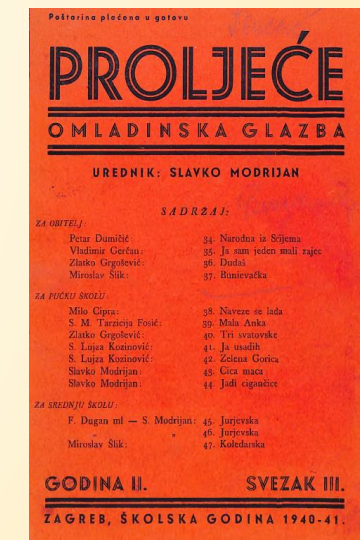 Poštarina plaćena u gotovu
PROLJEĆE
OMLADINSKA GLAZBA
UREDNIK: SLAVKO MODRIJAN
SADRŽAJ:
ZA OBITELJ:
Petar Dumičić 34. Narodna iz Srijema
Vladimir Gerčan: 35. Ja sam jeden mali zajec
Zlatko Grgošević: 36. Dudaš
Miroslav Šlik: 37. Bunjevačka
ZA PUČKU ŠKOLU:
Milo Cipra: 38. Naveze se lađa
S. M. Tarzicija Fosić: 39. Mala Anka
Zlatko Grgošević: 40. Tri svatovske
S. Lujza Kozinović: 41. Ja usadih
S. Lujza Kozinović: 42. Zelena Gorica
Slavko Modrijan: 43. Cica maca
Slavko Modrijan: 44. Jadi cigančice
ZA SREDNJU ŠKOLU:
F. Dugan ml — S. Modrijan: 45. Jurjevska
„ „ 46. Jurjevska
Miroslav Šlik: 47. Koledarska
GODINA II. SVEZAK III.
ZAGREB, ŠKOLSKA GODINA 1940-41.